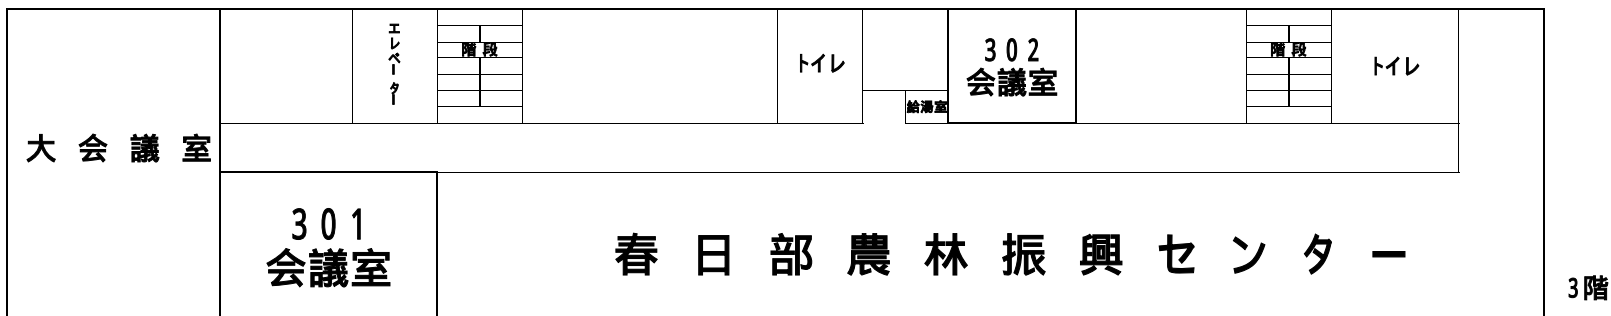 エレベーター
階段
トイレ
302
会議室
給湯室
階段
トイレ
大会議室
301
会議室
春日部農林振興センター
3階